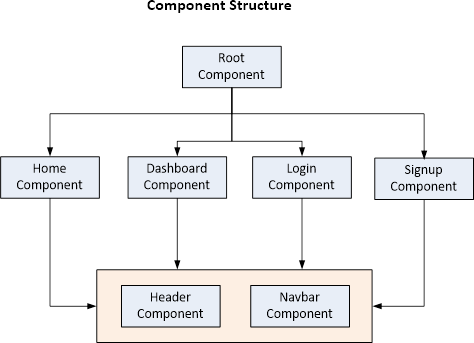 Component Structure
Root
Component
Home
Component
Dashboard
Component
Login
Component
Signup
Component
Header
Component
Navbar
Component